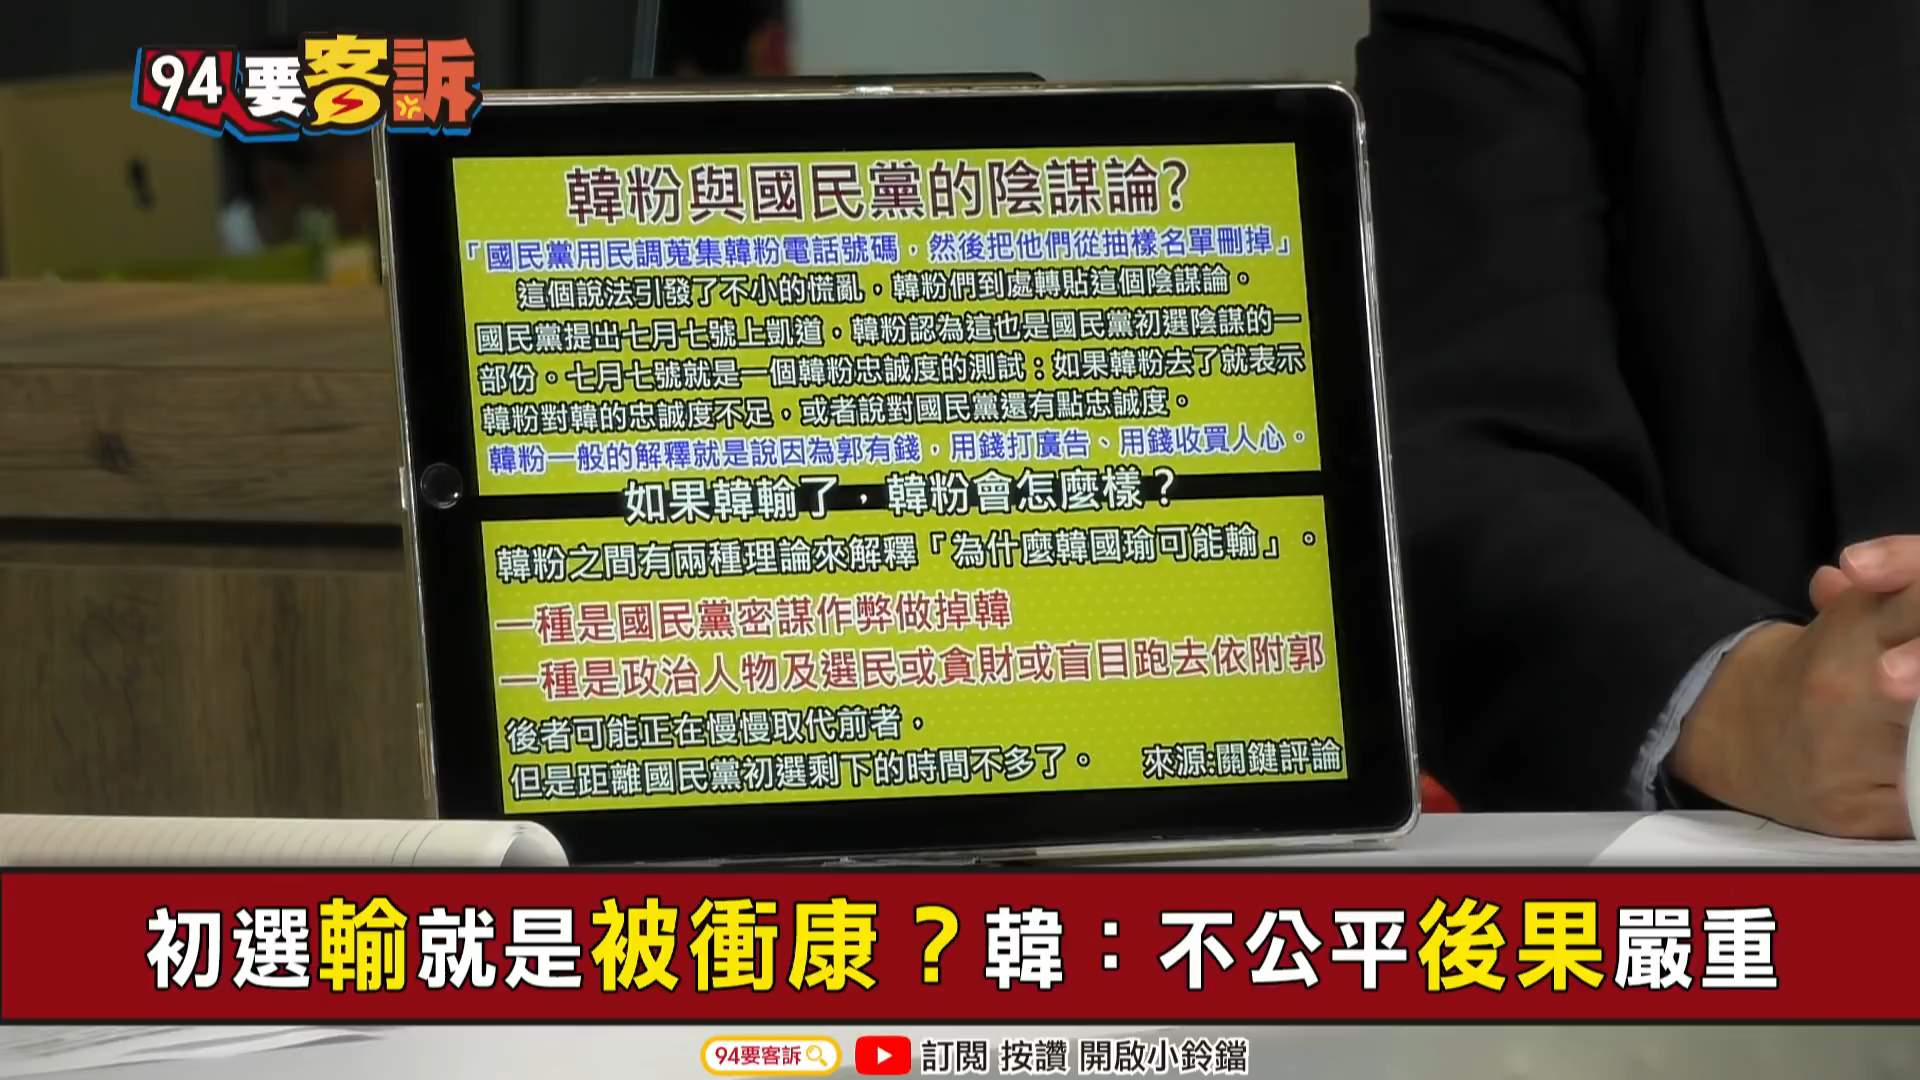 94要客訴
韓粉與國民黨的陰謀論?
「國民黨用民調蒐集韓粉電話號碼，然後把他們從抽樣名單刪掉」
這個說法引發了不小的慌亂，韓粉們到處轉貼這個陰謀論。
國民黨提出七月七號上凱道，韓粉認為這也是國民黨初選陰謀的一
部份。七月七號就是一個韓粉忠誠度的測試：如果韓粉去了就表示
韓粉對韓的忠誠度不足，或者說對國民黨還有點忠誠度。
韓粉一般的解釋就是說因為郭有錢，用錢打廣告、用錢收買人心。
如果韓輸了，韓粉會怎麼樣？
韓粉之間有兩種理論來解釋「為什麼韓國瑜可能輸」。
一種是國民黨密謀作弊做掉韓
一種是政治人物及選民或貪財或盲目跑去依附郭
後者可能正在慢慢取代前者。
但是距離國民黨初選剩下的時間不多了。 來源:關鍵評論
初選輸就是被衝康？韓：不公平後果嚴重
94要客訴 訂閱 按讚 開啟小鈴鐺